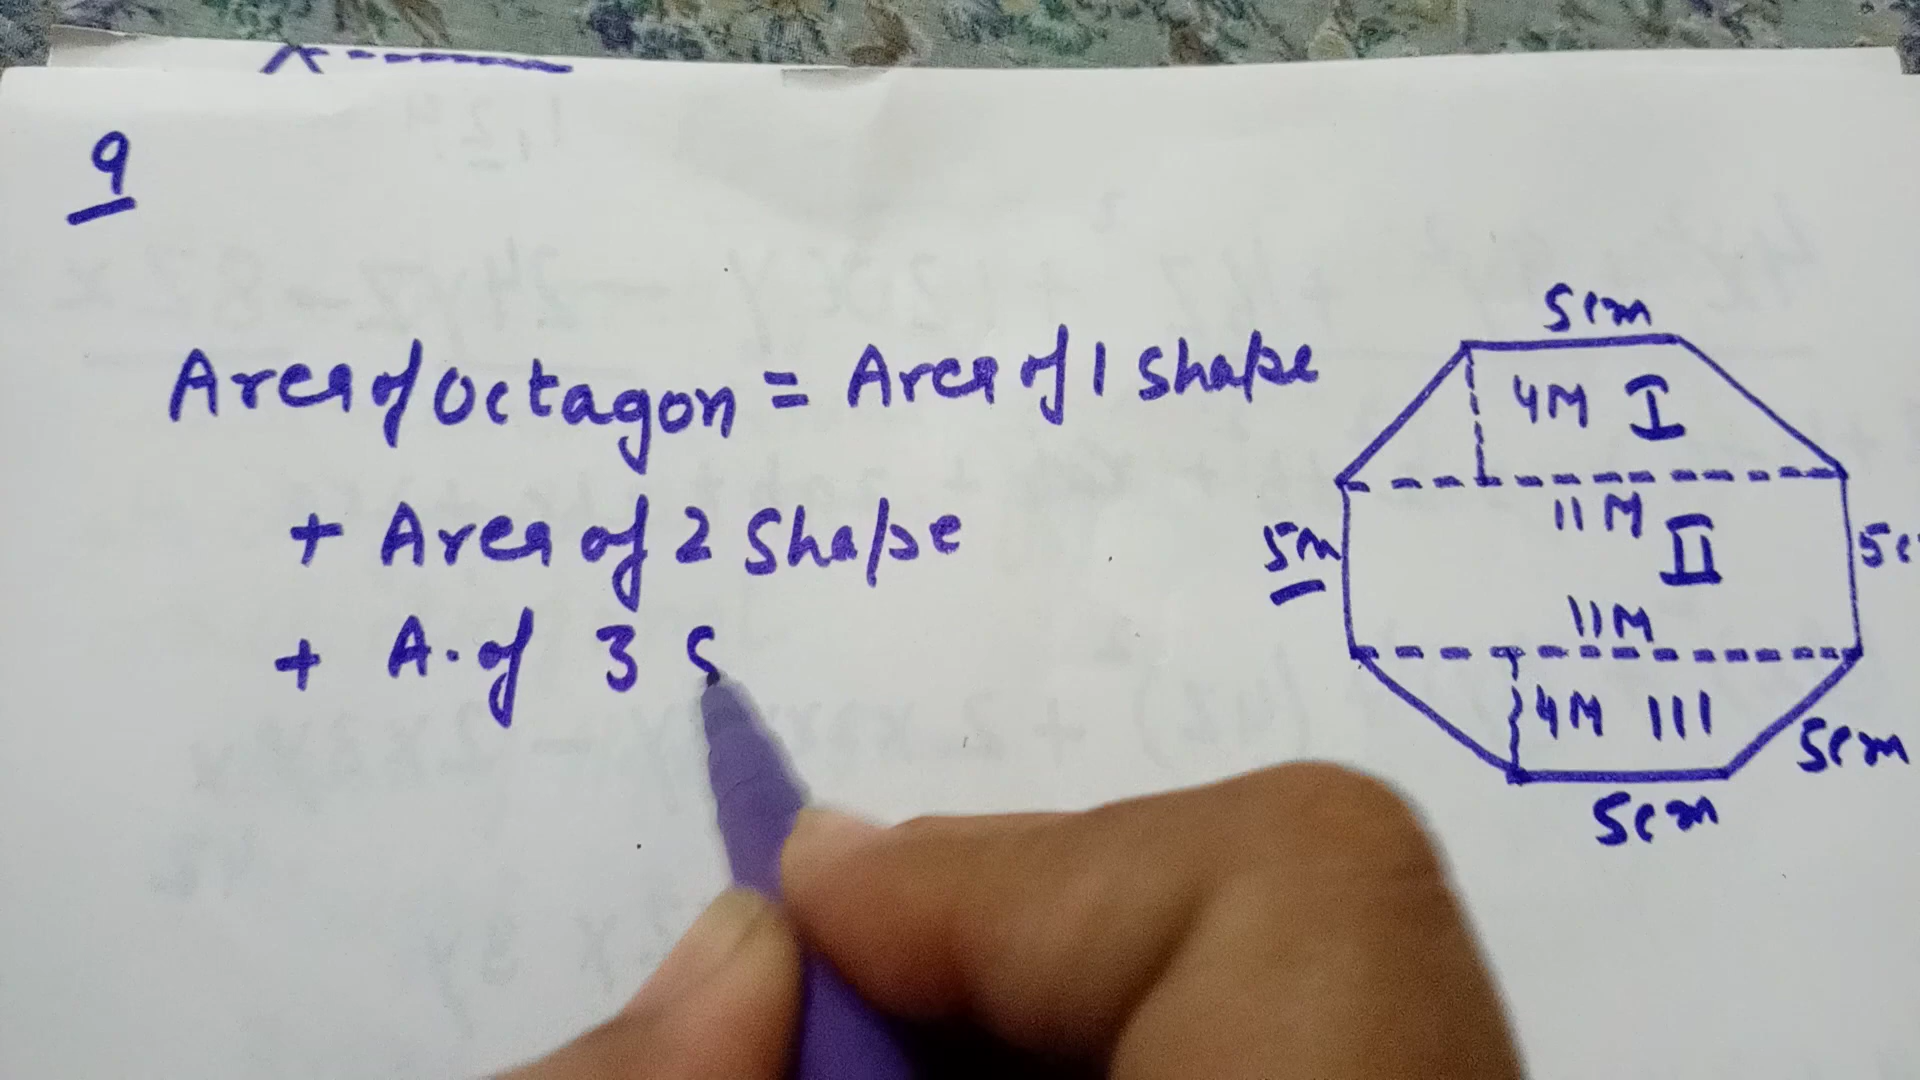 9
Area of Octagon = Area of 1 Shape
+ Area of 2 Shape
+ A. of 3 S
5cm
4M I
11M
5m II 5c
11M
4M III
5cm
5cm